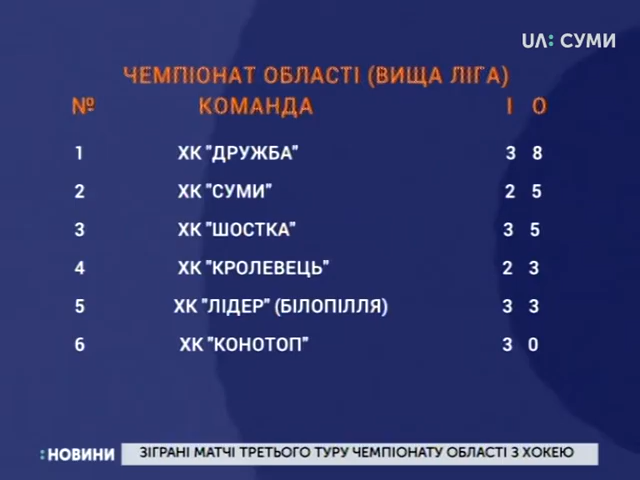 UA: СУМИ
ЧЕМПІОНАТ ОБЛАСТІ (ВИЩА ЛІГА)
№ КОМАНДА І О
1 ХК "ДРУЖБА" 3 8
2 ХК "СУМИ" 2 5
3 ХК "ШОСТКА" 3 5
4 ХК "КРОЛЕВЕЦЬ" 2 3
5 ХК "ЛІДЕР" (БІЛОПІЛЛЯ) 3 3
6 ХК "КОНОТОП" 3 0
:НОВИНИ ЗІГРАНІ МАТЧІ ТРЕТЬОГО ТУРУ ЧЕМПІОНАТУ ОБЛАСТІ З ХОКЕЮ